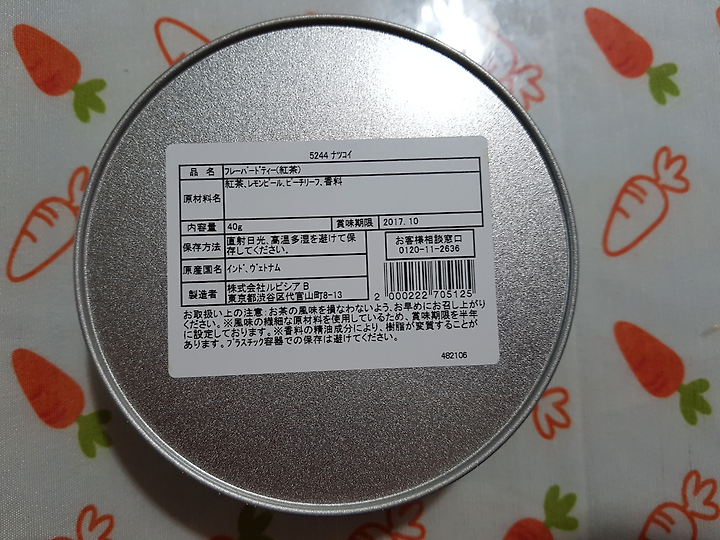 5244 ナツコイ
品 名 フレーバードティー(紅茶)
原材料名 紅茶、レモンピール、ピーチリーフ、香料
内容量 40g 賞味期限 2017.10
保存方法 直射日光、高温多湿を避けて保
存してください。
お客様相談窓口
0120-11-2636
原産国名 インド、ヴェトナム
製造者 株式会社ルピシア B
東京都渋谷区代官山町8-13
2 000222 705125
お取扱い上の注意:お茶の風味を損なわないよう、お早めにお召し上がり
ください。※風味の繊細な原材料を使用しているため、賞味期限を半年
に設定しております。※香料の精油成分により、樹脂が変質することが
あります。プラスチック容器での保存は避けてください。
482106